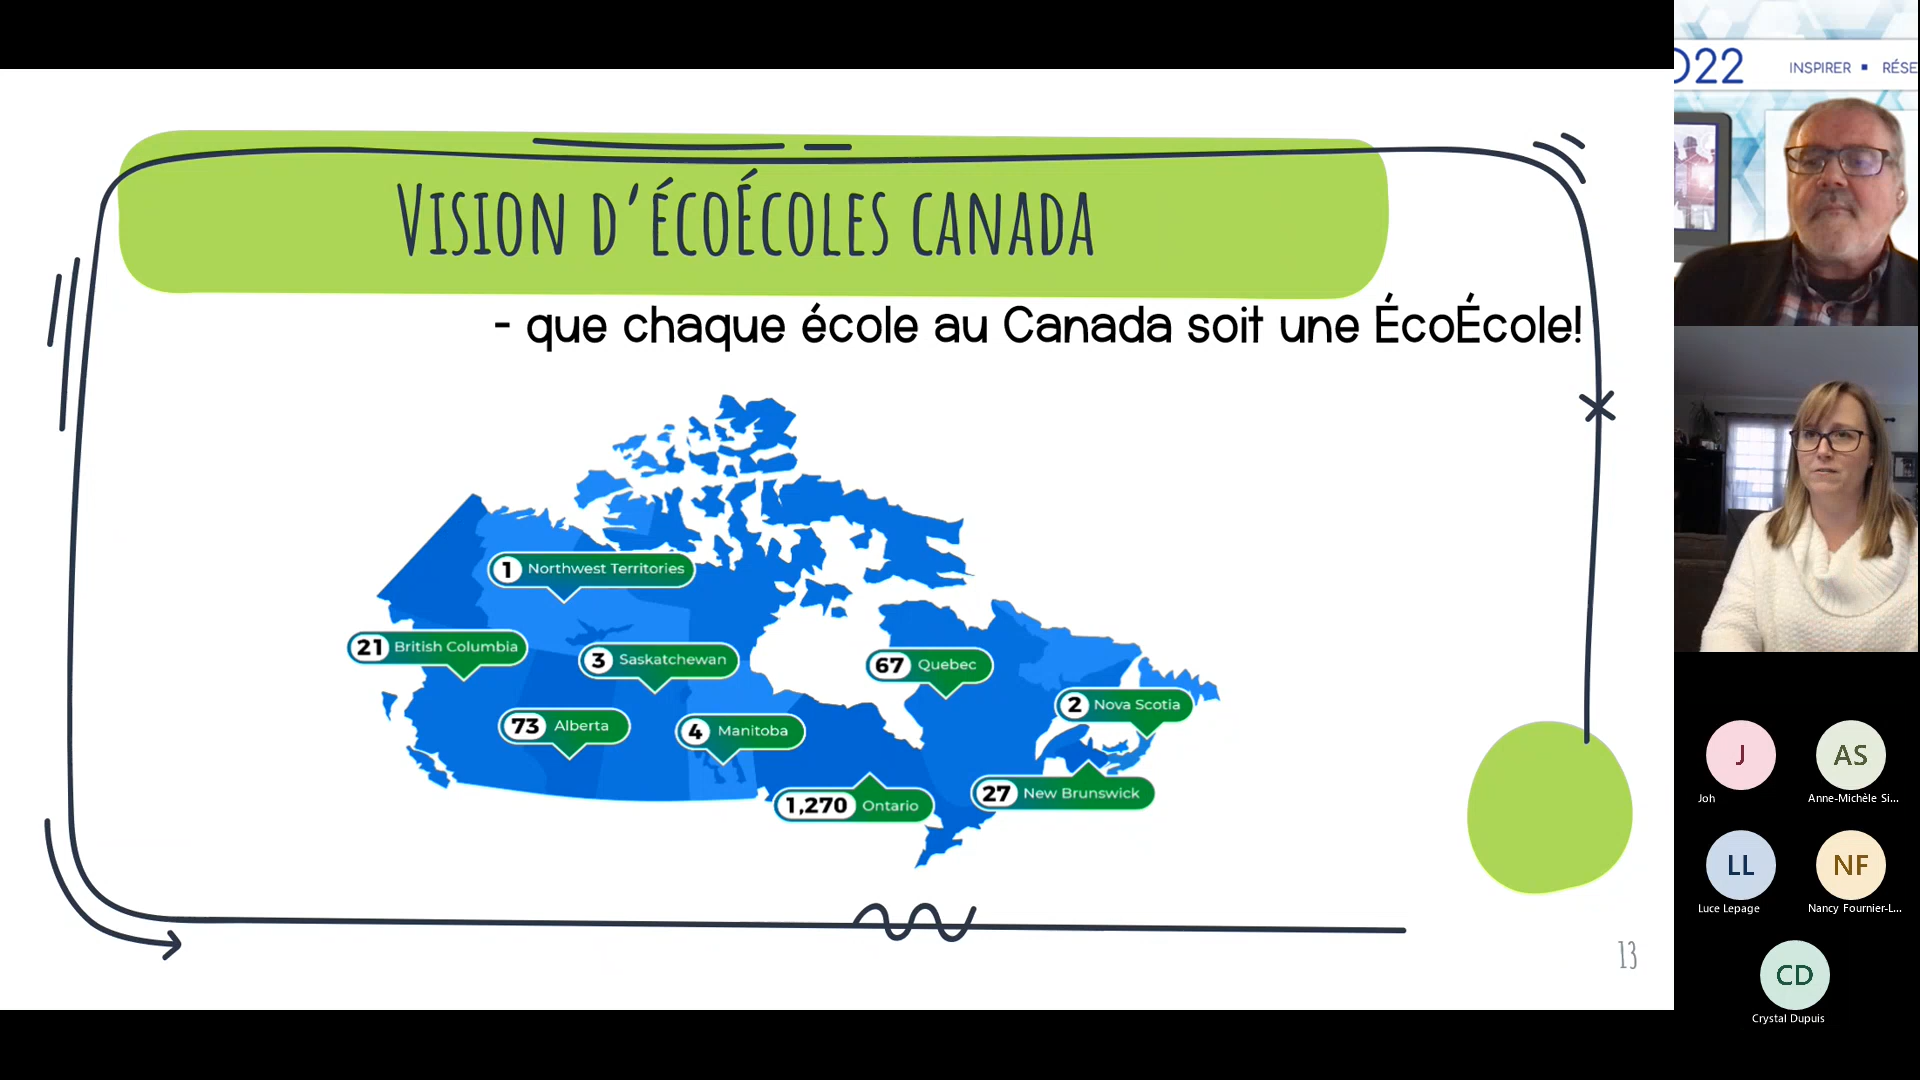 Vision d'écoÉcoles canada
- que chaque école au Canada soit une ÉcoÉcole!
1 Northwest Territories
21 British Columbia
3 Saskatchewan
67 Quebec
2 Nova Scotia
73 Alberta
4 Manitoba
27 New Brunswick
1,270 Ontario
13
022
INSPIRER ▪ RÉSE
J
Joh
AS
Anne-Michèle Si...
LL
Luce Lepage
NF
Nancy Fournier-L...
CD
Crystal Dupuis